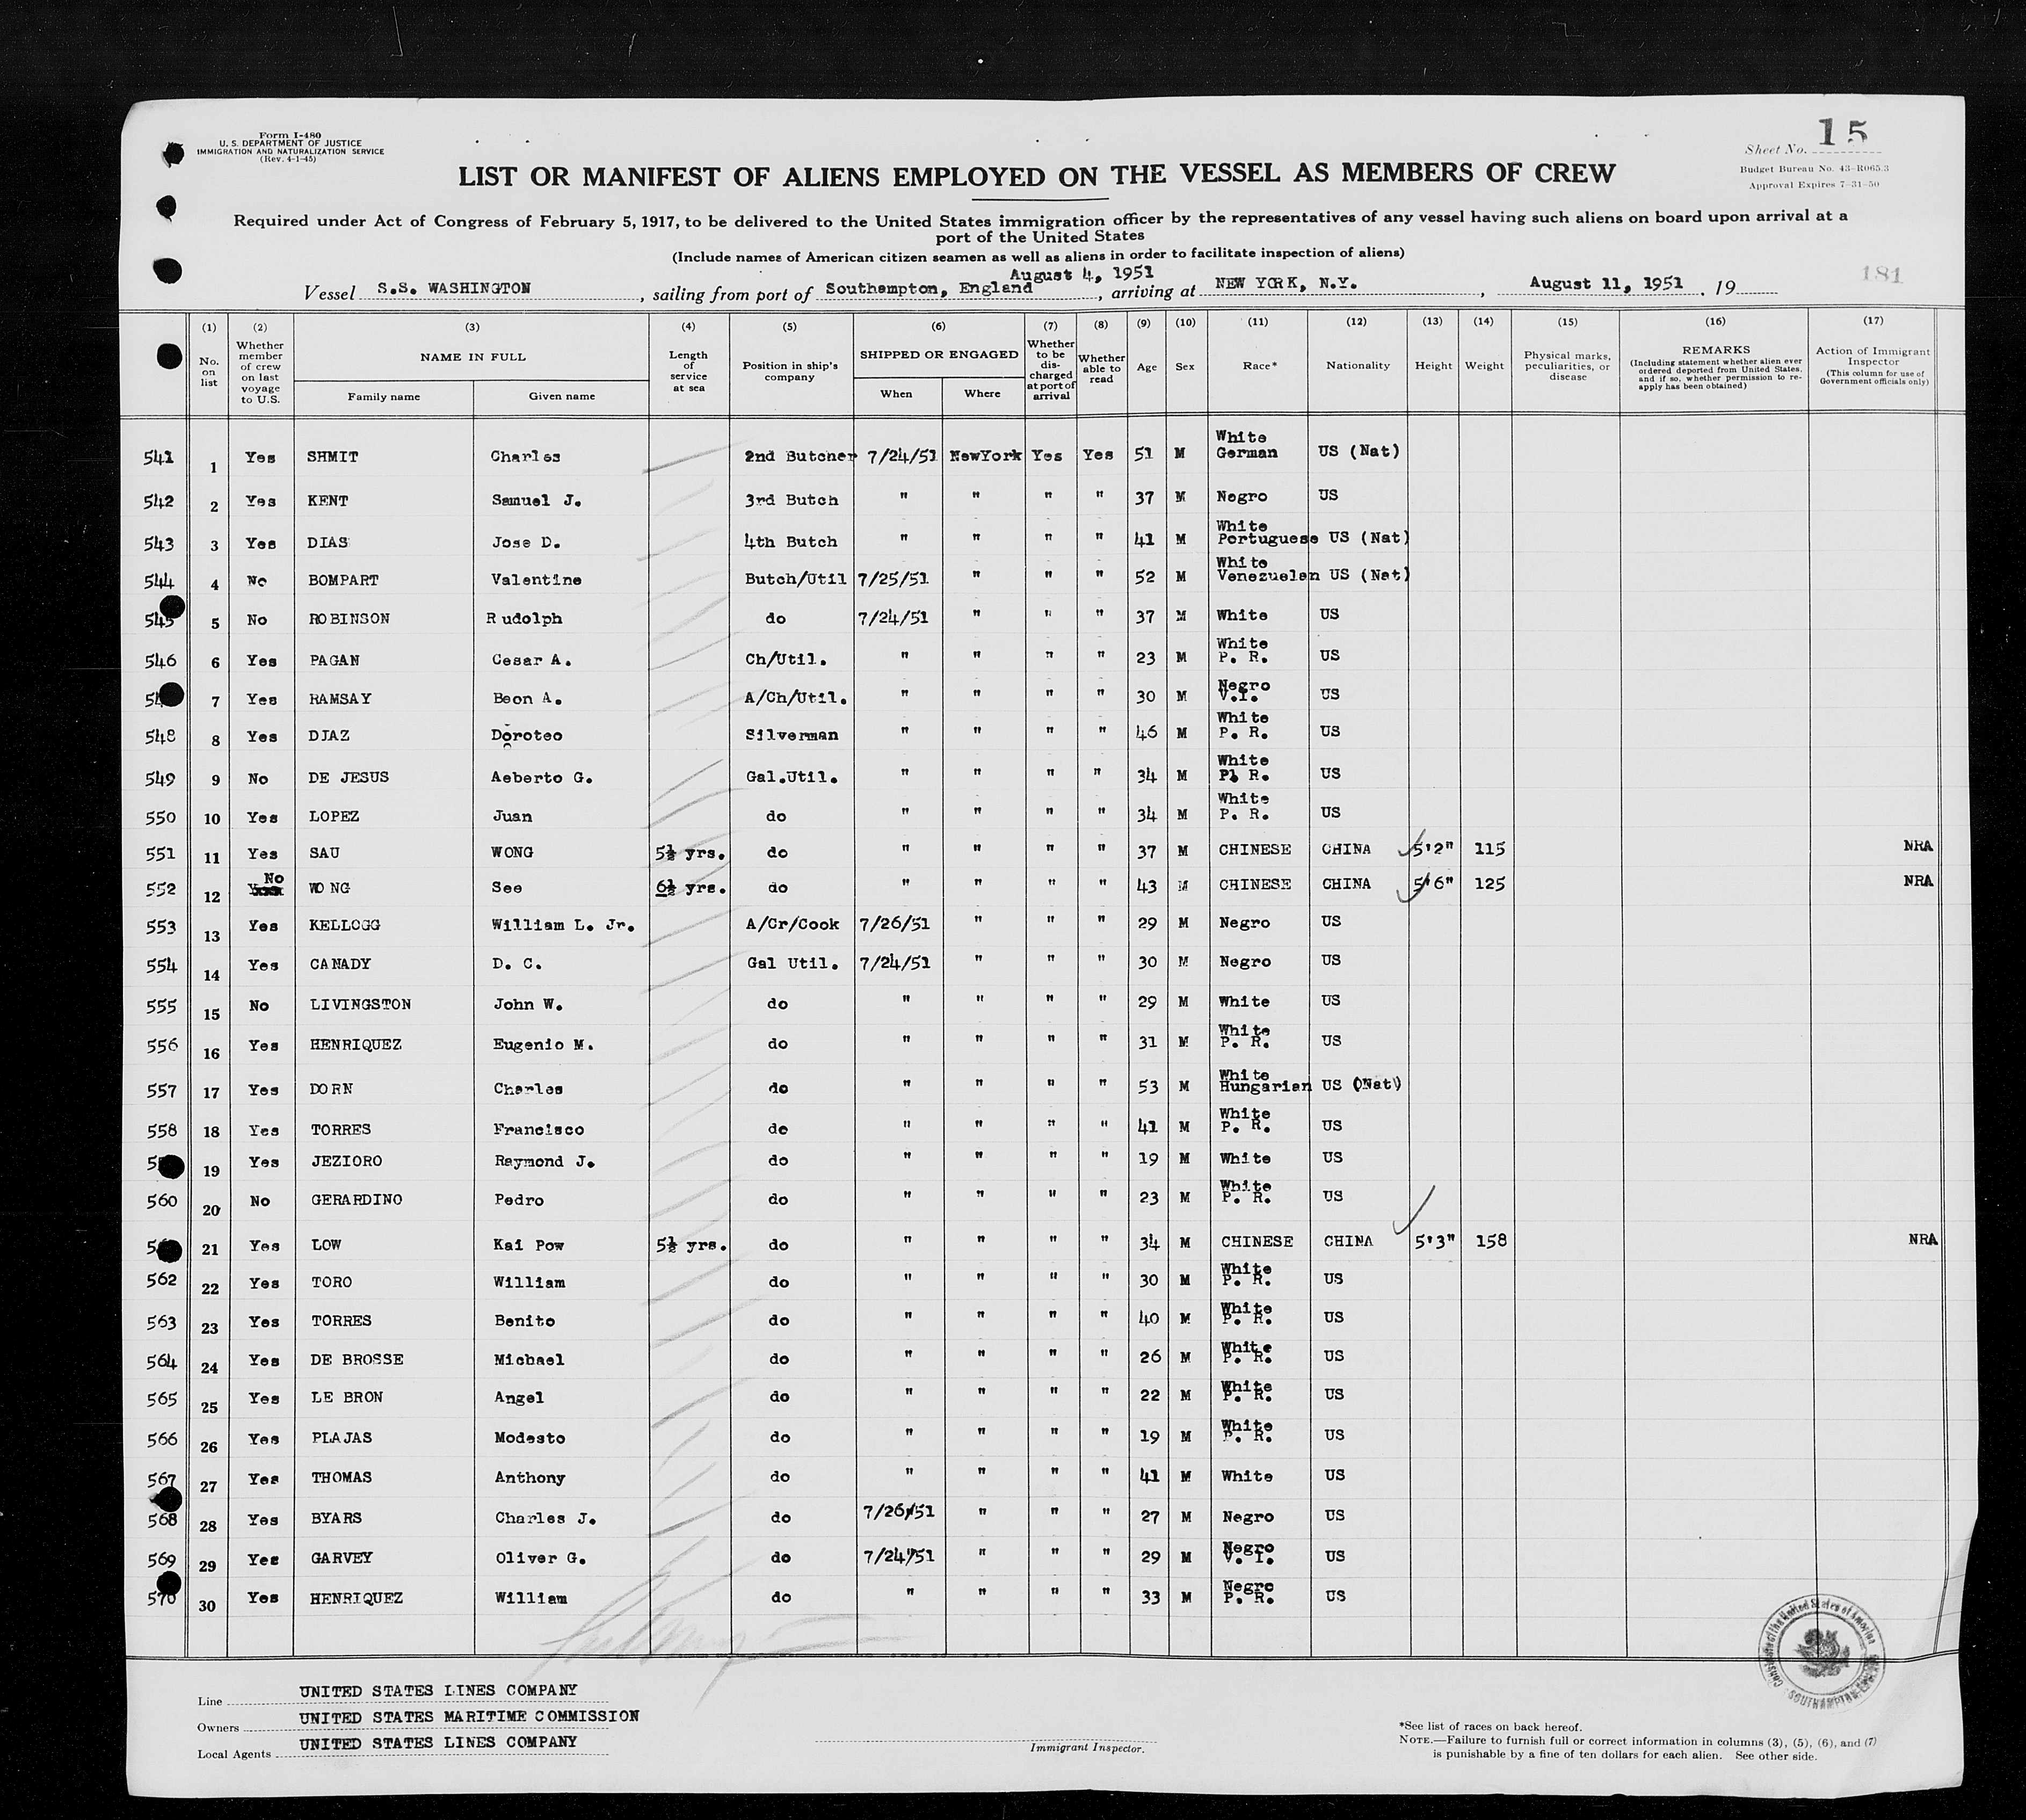 Form I-480
U. S. DEPARTMENT OF JUSTICE
IMMIGRATION AND NATURALIZATION SERVICE
(Rev. 4-1-45)
Sheet No. 15
Budget Bureau No. 43-R065.3
Approval Expires 7-31-50
LIST OR MANIFEST OF ALIENS EMPLOYED ON THE VESSEL AS MEMBERS OF CREW
Required under Act of Congress of February 5, 1917, to be delivered to the United States immigration officer by the representatives of any vessel having such aliens on board upon arrival at a
port of the United States
(Include names of American citizen seamen as well as aliens in order to facilitate inspection of aliens)
August 4, 1951
181
Vessel S.S. WASHINGTON, sailing from port of Southampton, England, arriving at NEW YORK, N.Y., August 11, 1951, 19
(1) (2) (3) (4) (5) (6) (7) (8) (9) (10) (11) (12) (13) (14) (15) (16) (17)
No. on list
Whether member of crew on last voyage to U.S.
NAME IN FULL
Family name
Given name
Length of service at sea
Position in ship's company
SHIPPED OR ENGAGED
When
Where
Whether to be discharged at port of arrival
Whether able to read
Age
Sex
Race*
Nationality
Height
Weight
Physical marks, peculiarities, or disease
REMARKS
(Including statement whether alien ever ordered deported from United States, and if so, whether permission to reapply has been obtained)
Action of Immigrant Inspector
(This column for use of Government officials only)
541 1 Yes SHMIT Charles 2nd Butcher 7/24/51 NewYork Yes Yes 51 M White German US (Nat)
542 2 Yes KENT Samuel J. 3rd Butch " " " " 37 M Negro US
543 3 Yes DIAS Jose D. 4th Butch " " " " 41 M White Portuguese US (Nat)
544 4 No BOMPART Valentine Butch/Util 7/25/51 " " " 52 M White Venezuelan US (Nat)
545 5 No ROBINSON Rudolph do 7/24/51 " " " 37 M White US
546 6 Yes PAGAN Cesar A. Ch/Util. " " " " 23 M White P. R. US
7 Yes RAMSAY Beon A. A/Ch/Util. " " " " 30 M Negro V.I. US
548 8 Yes DIAZ Doroteo Silverman " " " " 46 M White P. R. US
549 9 No DE JESUS Aeberto G. Gal.Util. " " " " 34 M White P. R. US
550 10 Yes LOPEZ Juan do " " " " 34 M White P. R. US
551 11 Yes SAU WONG 5½ yrs. do " " " " 37 M CHINESE CHINA 5'2" 115 NRA
552 12 No WONG See 6½ yrs. do " " " " 43 M CHINESE CHINA 5'6" 125 NRA
553 13 Yes KELLOGG William L. Jr. A/Cr/Cook 7/26/51 " " " 29 M Negro US
554 14 Yes CANADY D. C. Gal Util. 7/24/51 " " " 30 M Negro US
555 15 No LIVINGSTON John W. do " " " " 29 M White US
556 16 Yes HENRIQUEZ Eugenio M. do " " " " 31 M White P. R. US
557 17 Yes DORN Charles do " " " " 53 M White Hungarian US (Nat)
558 18 Yes TORRES Francisco do " " " " 41 M White P. R. US
19 Yes JEZIORO Raymond J. do " " " " 19 M White US
560 20 No GERARDINO Pedro do " " " " 23 M White P. R. US
21 Yes LOW Kai Pow 5½ yrs. do " " " " 34 M CHINESE CHINA 5'3" 158 NRA
562 22 Yes TORO William do " " " " 30 M White P. R. US
563 23 Yes TORRES Benito do " " " " 40 M White P. R. US
564 24 Yes DE BROSSE Michael do " " " " 26 M White P. R. US
565 25 Yes LE BRON Angel do " " " " 22 M White P. R. US
566 26 Yes PLAJAS Modesto do " " " " 19 M White P. R. US
567 27 Yes THOMAS Anthony do " " " " 41 M White US
568 28 Yes BYARS Charles J. do 7/26/51 " " " 27 M Negro US
569 29 Yes GARVEY Oliver G. do 7/24/51 " " " 29 M Negro V. I. US
570 30 Yes HENRIQUEZ William do " " " " 33 M Negro P. R. US
Line UNITED STATES LINES COMPANY
Owners UNITED STATES MARITIME COMMISSION
Local Agents UNITED STATES LINES COMPANY
Immigrant Inspector.
*See list of races on back hereof.
NOTE.—Failure to furnish full or correct information in columns (3), (5), (6), and (7)
is punishable by a fine of ten dollars for each alien. See other side.